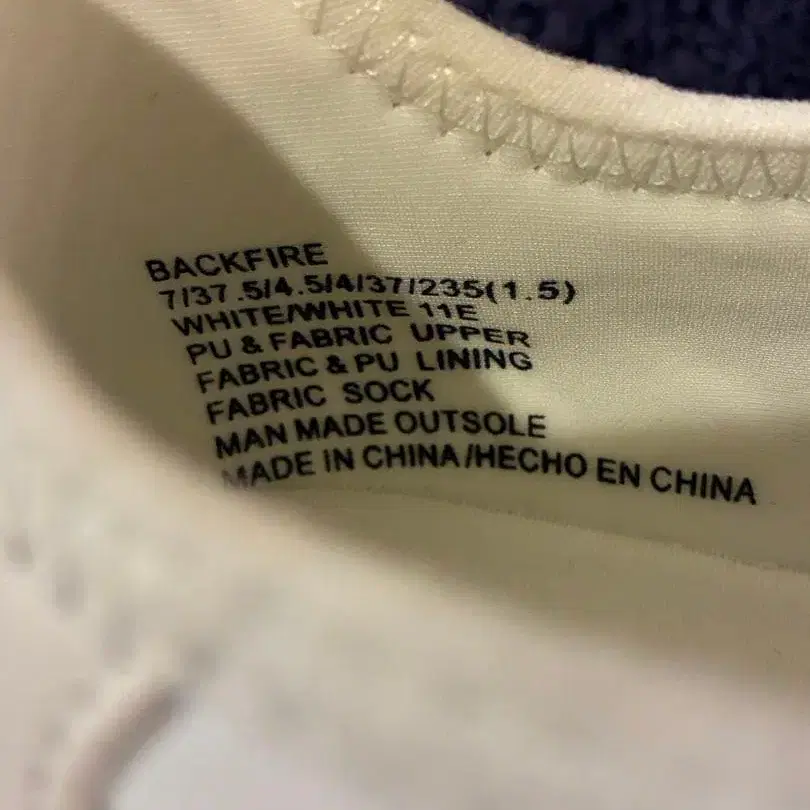 BACKFIRE
7/37.5/4.5/4/37/235(1.5)
WHITE/WHITE 11E
PU & FABRIC UPPER
FABRIC & PU LINING
FABRIC SOCK
MAN MADE OUTSOLE
MADE IN CHINA/HECHO EN CHINA